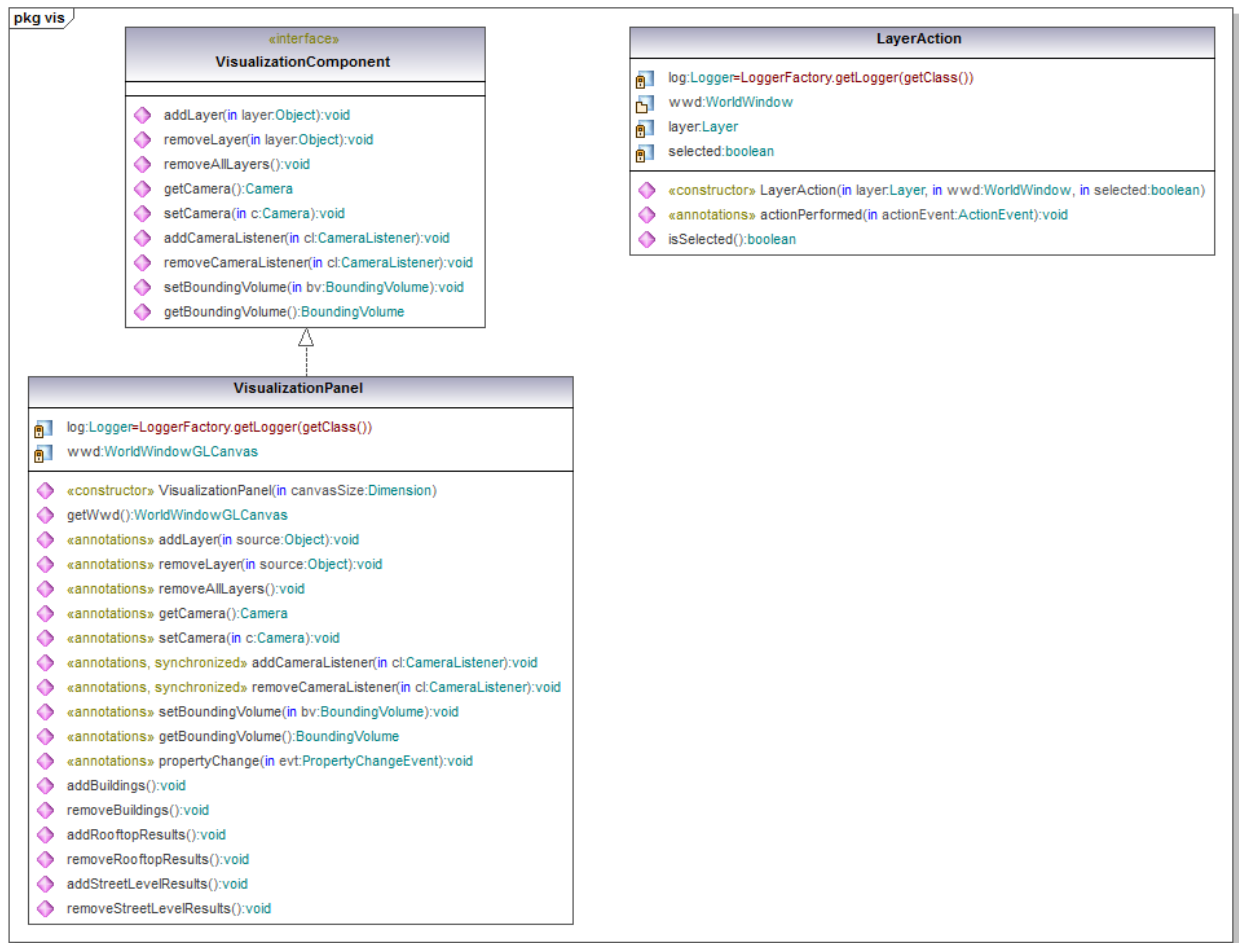 pkg vis
«interface»
VisualizationComponent
addLayer(in layer:Object):void
removeLayer(in layer:Object):void
removeAllLayers():void
getCamera():Camera
setCamera(in c:Camera):void
addCameraListener(in cl:CameraListener):void
removeCameraListener(in cl:CameraListener):void
setBoundingVolume(in bv:BoundingVolume):void
getBoundingVolume():BoundingVolume
LayerAction
log:Logger=LoggerFactory.getLogger(getClass())
wwd:WorldWindow
layer:Layer
selected:boolean
«constructor» LayerAction(in layer:Layer, in wwd:WorldWindow, in selected:boolean)
«annotations» actionPerformed(in actionEvent:ActionEvent):void
isSelected():boolean
VisualizationPanel
log:Logger=LoggerFactory.getLogger(getClass())
wwd:WorldWindowGLCanvas
«constructor» VisualizationPanel(in canvasSize:Dimension)
getWwd():WorldWindowGLCanvas
«annotations» addLayer(in source:Object):void
«annotations» removeLayer(in source:Object):void
«annotations» removeAllLayers():void
«annotations» getCamera():Camera
«annotations» setCamera(in c:Camera):void
«annotations, synchronized» addCameraListener(in cl:CameraListener):void
«annotations, synchronized» removeCameraListener(in cl:CameraListener):void
«annotations» setBoundingVolume(in bv:BoundingVolume):void
«annotations» getBoundingVolume():BoundingVolume
«annotations» propertyChange(in evt:PropertyChangeEvent):void
addBuildings():void
removeBuildings():void
addRooftopResults():void
removeRooftopResults():void
addStreetLevelResults():void
removeStreetLevelResults():void